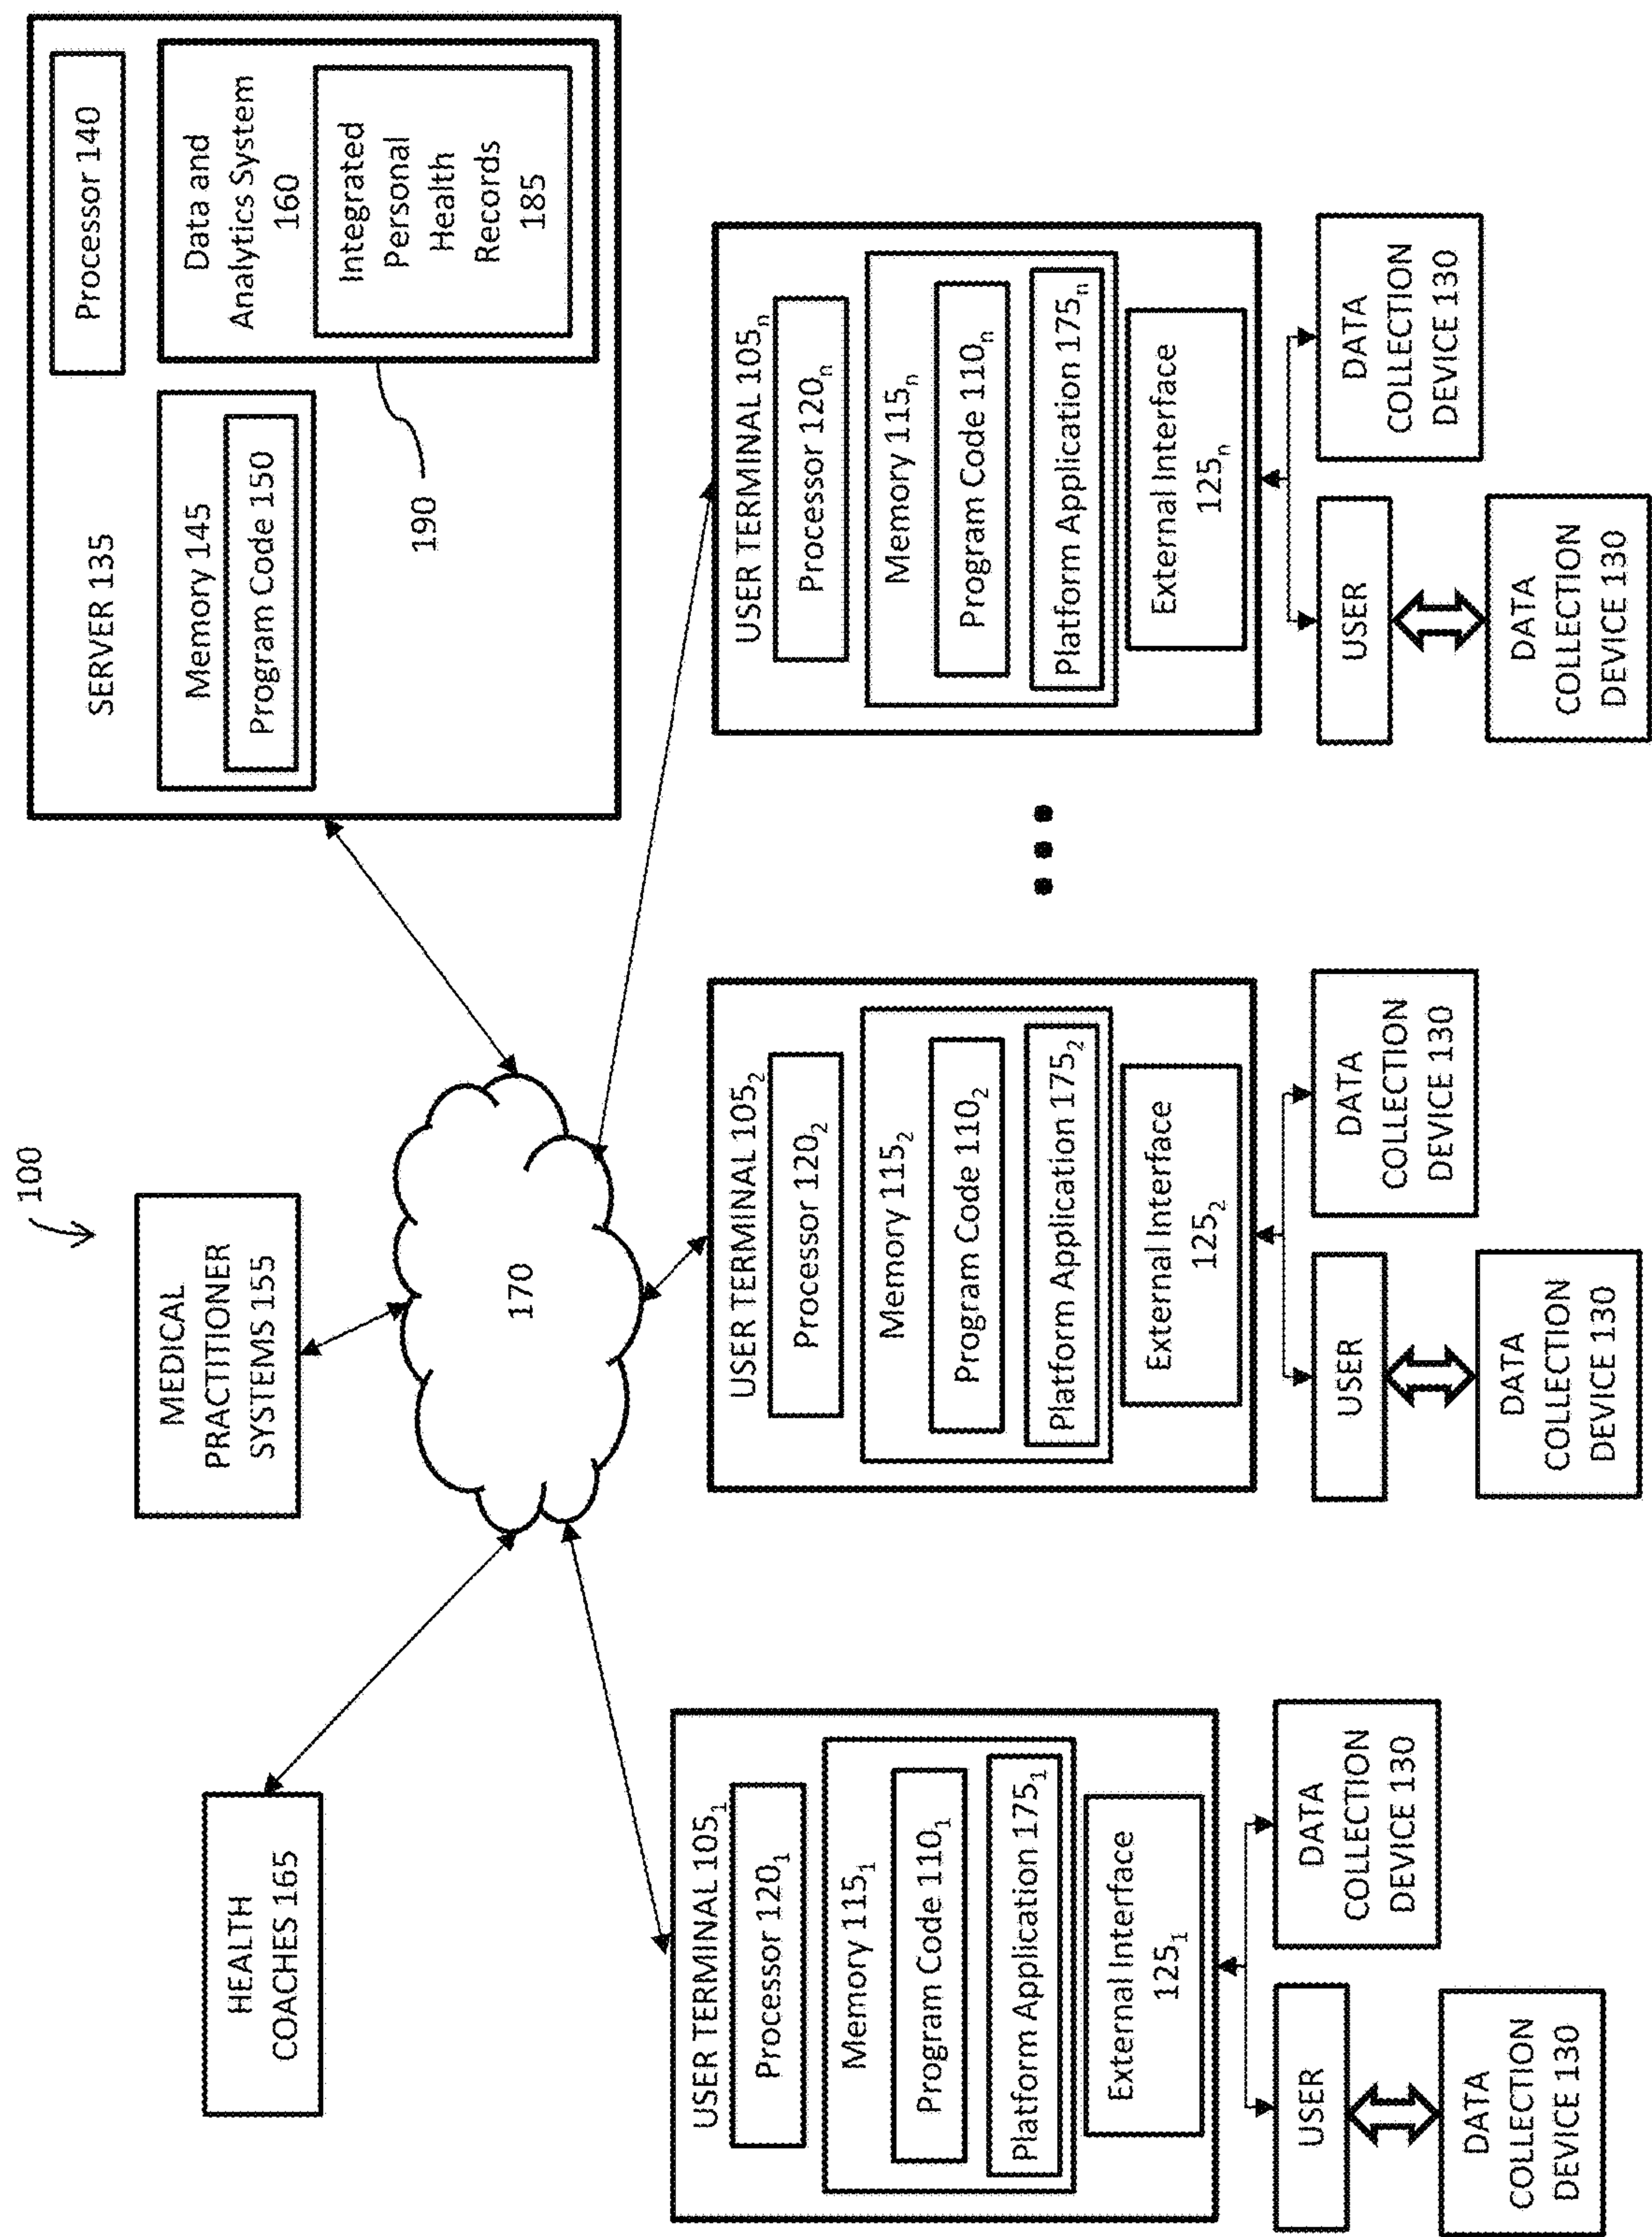 100
HEALTH
COACHES 165
MEDICAL
PRACTITIONER
SYSTEMS 155
SERVER 135
Processor 140
Memory 145
Program Code 150
Data and
Analytics System
160
Integrated
Personal
Health
Records
185
190
170
USER TERMINAL 105₁
Processor 120₁
Memory 115₁
Program Code 110₁
Platform Application 175₁
External Interface
125₁
USER
DATA
COLLECTION
DEVICE 130
DATA
COLLECTION
DEVICE 130
USER TERMINAL 105₂
Processor 120₂
Memory 115₂
Program Code 110₂
Platform Application 175₂
External Interface
125₂
USER
DATA
COLLECTION
DEVICE 130
DATA
COLLECTION
DEVICE 130
USER TERMINAL 105ₙ
Processor 120ₙ
Memory 115ₙ
Program Code 110ₙ
Platform Application 175ₙ
External Interface
125ₙ
USER
DATA
COLLECTION
DEVICE 130
DATA
COLLECTION
DEVICE 130